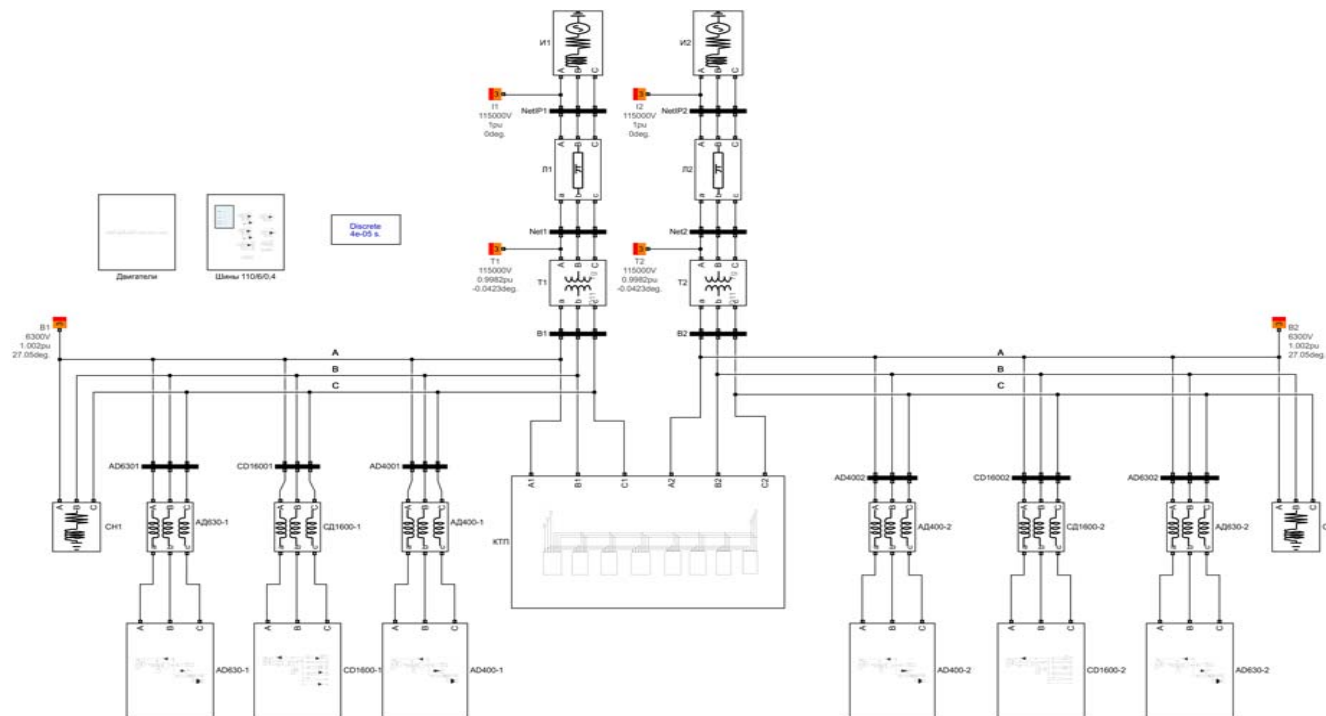 И1
И2
A B C
A B C
I1
115000V
1pu
0deg.
NetIP1
I2
115000V
1pu
0deg.
NetIP2
A B C
A B C
Л1
Л2
a b c
a b c
Discrete
4e-05 s.
Net1
Net2
Двигатели
Шины 110/6/0,4
T1
115000V
0.9982pu
-0.0423deg.
T2
115000V
0.9982pu
-0.0423deg.
A B C
A B C
T1
T2
a b c
a b c
B1
B2
B1
6300V
1.002pu
27.05deg.
B2
6300V
1.002pu
27.05deg.
A
B
C
A
B
C
AD6301
CD16001
AD4001
A1 B1 C1 A2 B2 C2
AD4002
CD16002
AD6302
A B C
СН1
A B C
АД630-1
a b c
A B C
СД1600-1
a b c
A B C
АД400-1
a b c
КТП
A B C
АД400-2
a b c
A B C
СД1600-2
a b c
A B C
АД630-2
a b c
A B C
A B C
AD630-1
A B C
CD1600-1
A B C
AD400-1
A B C
AD400-2
A B C
CD1600-2
A B C
AD630-2